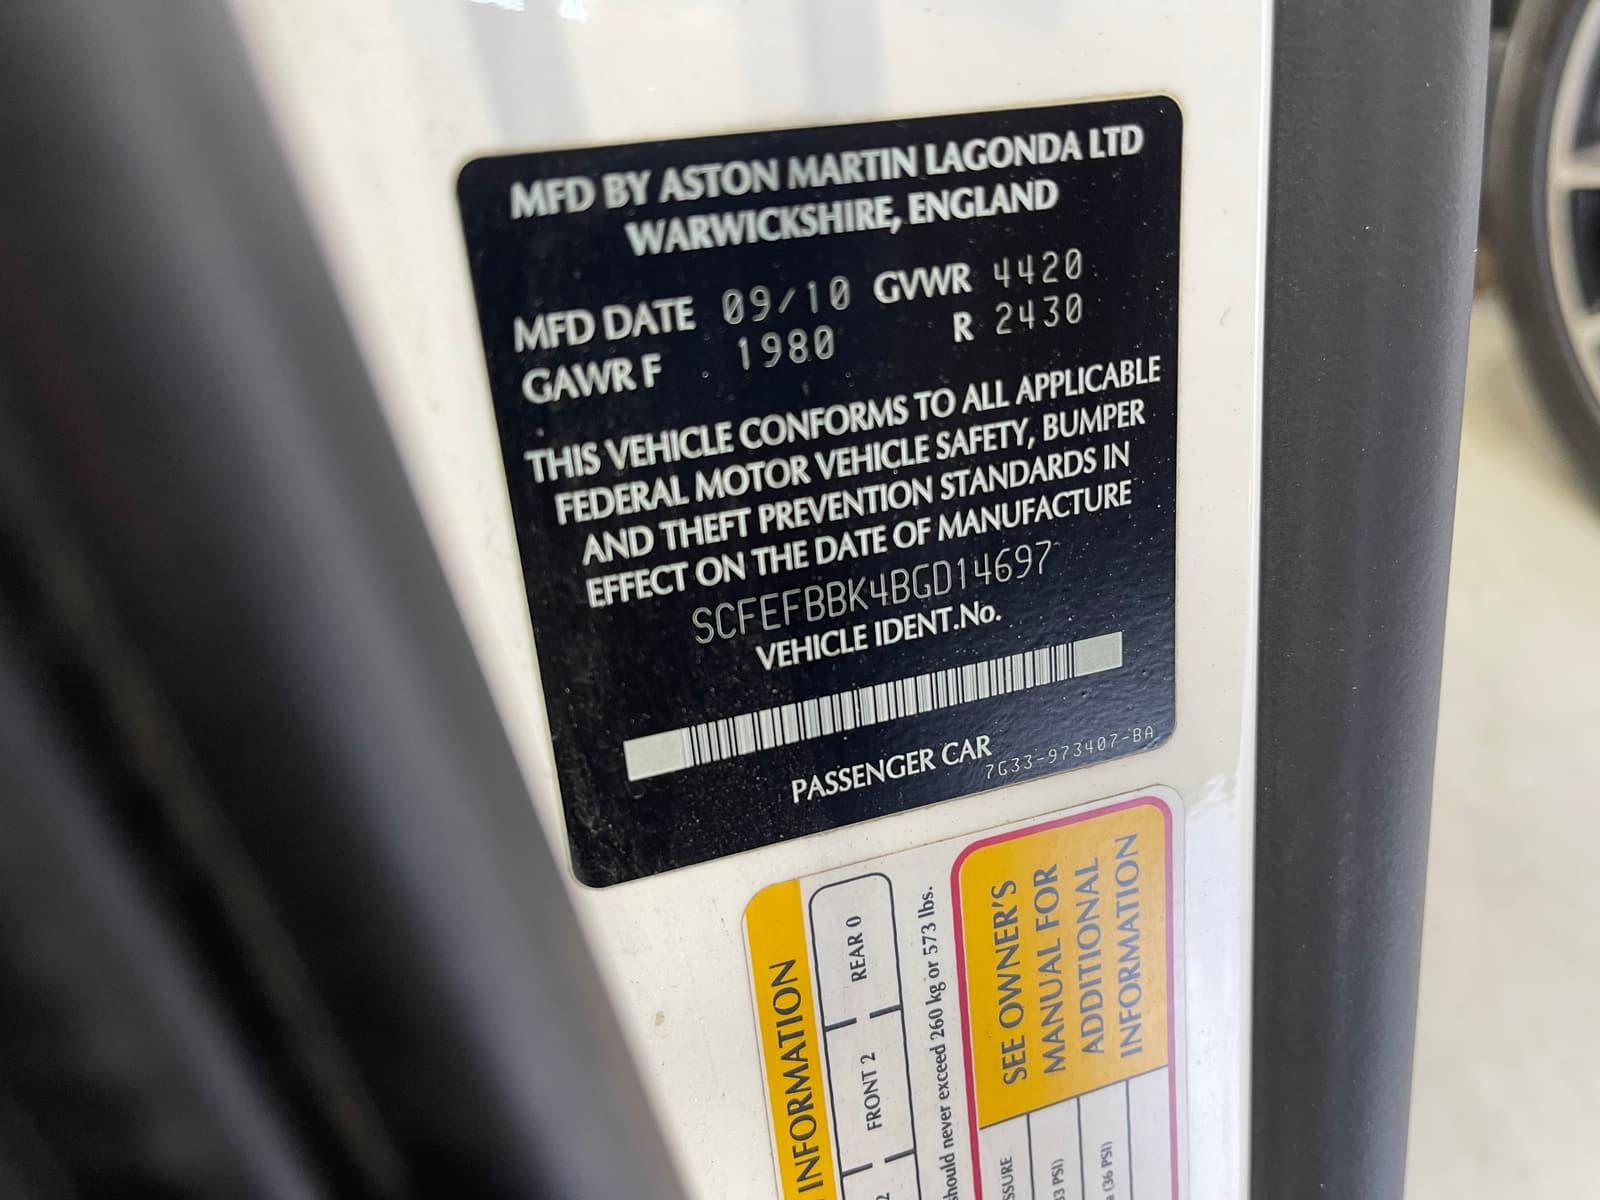 MFD BY ASTON MARTIN LAGONDA LTD
WARWICKSHIRE, ENGLAND
MFD DATE 09/10 GVWR 4420
GAWR F 1980 R 2430
THIS VEHICLE CONFORMS TO ALL APPLICABLE
FEDERAL MOTOR VEHICLE SAFETY, BUMPER
AND THEFT PREVENTION STANDARDS IN
EFFECT ON THE DATE OF MANUFACTURE
SCFEFBBK4BGD14697
VEHICLE IDENT.No.
PASSENGER CAR
7G33-973407-BA
INFORMATION
FRONT 2 REAR 0
should never exceed 260 kg or 573 lbs.
SEE OWNER'S
MANUAL FOR
ADDITIONAL
INFORMATION
PSI)
(36 PSI)